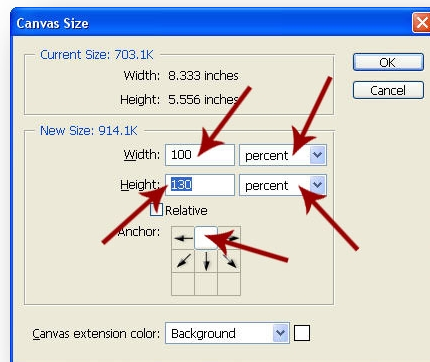 Canvas Size
Current Size: 703.1K
Width: 8.333 inches
Height: 5.556 inches
OK
Cancel
New Size: 914.1K
Width: 100 percent
Height: 130 percent
Relative
Anchor:
Canvas extension color: Background